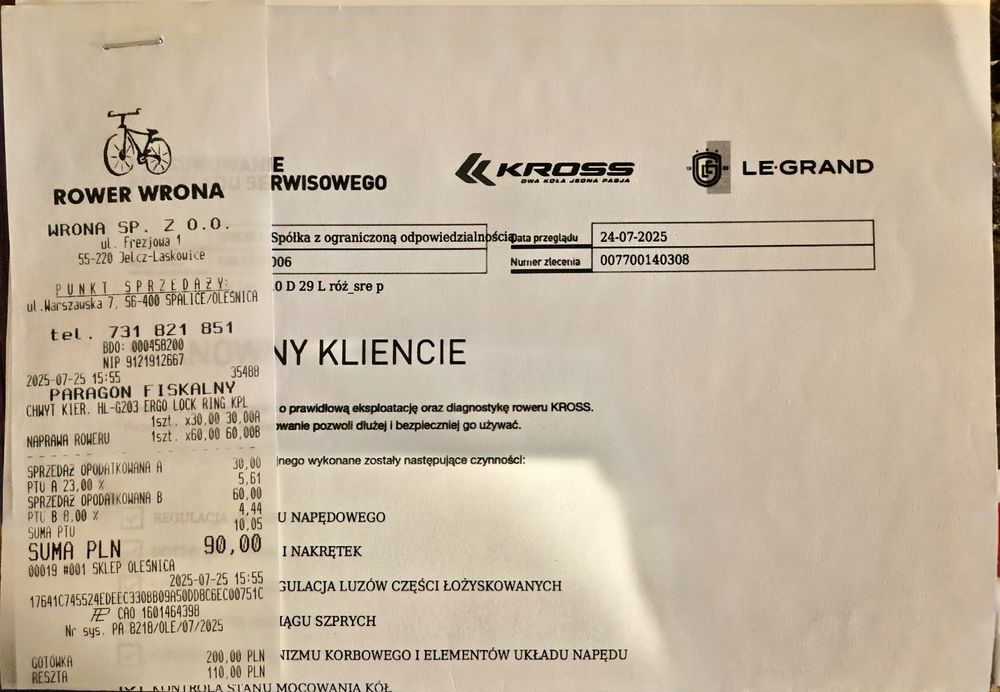 ROWER WRONA
WRONA SP. Z O.O.
ul. Frezjowa 1
55-220 Jelcz-Laskowice
PUNKT SPRZEDAŻY:
ul.Warszawska 7, 56-400 SPALICE/OLEŚNICA
tel. 731 821 851
BDO: 000458200
NIP 9121912667
2025-07-25 15:55 35488
PARAGON FISKALNY
CHWYT KIER. HL-G203 ERGO LOCK RING KPL
1szt. x30,00 30,00A
NAPRAWA ROWERU 1szt. x60,00 60,00B
SPRZEDAŻ OPODATKOWANA A 30,00
PTU A 23,00 % 5,61
SPRZEDAŻ OPODATKOWANA B 60,00
PTU B 8,00 % 4,44
SUMA PTU 10,05
SUMA PLN 90,00
00019 #001 SKLEP OLEŚNICA
2025-07-25 15:55
17641C745524EDEEC330BB09A50DD8C6EC00751C
CAO 1601464398
Nr sys. PA 8218/OLE/07/2025
GOTÓWKA 200,00 PLN
RESZTA 110,00 PLN
E
RWISOWEGO
KROSS
DWA KOŁA JEDNA PASJA
LE·GRAND
Spółka z ograniczoną odpowiedzialnością
Data przeglądu 24-07-2025
006
Numer zlecenia 007700140308
0 D 29 L róż_sre p
NY KLIENCIE
o prawidłową eksploatację oraz diagnostykę roweru KROSS.
wanie pozwoli dłużej i bezpieczniej go używać.
nego wykonane zostały następujące czynności:
REGULACJA U NAPĘDOWEGO
I NAKRĘTEK
GULACJA LUZÓW CZĘŚCI ŁOŻYSKOWANYCH
IĄGU SZPRYCH
NIZMU KORBOWEGO I ELEMENTÓW UKŁADU NAPĘDU
KONTROLA STANU MOCOWANIA KÓŁ